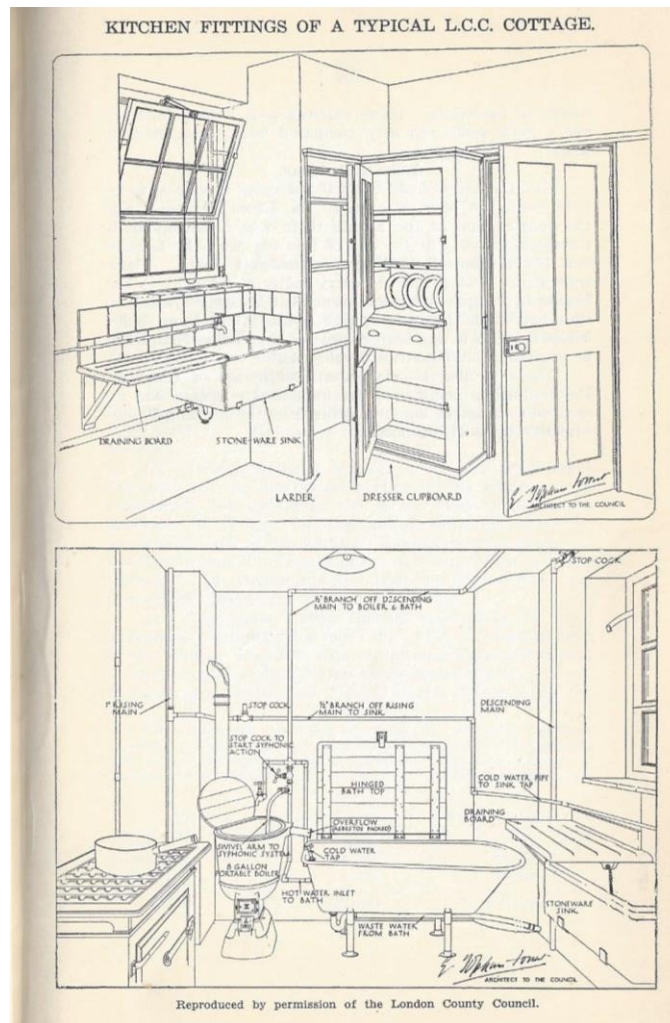 KITCHEN FITTINGS OF A TYPICAL L.C.C. COTTAGE.
DRAINING BOARD
STONE-WARE SINK
LARDER
DRESSER CUPBOARD
ARCHITECT TO THE COUNCIL
STOP COCK
½" BRANCH OFF DESCENDING
MAIN TO BOILER & BATH
1" RISING
MAIN
STOP COCK
½" BRANCH OFF RISING
MAIN TO SINK
DESCENDING
MAIN
STOP COCK TO
START SYPHONIC
ACTION
HINGED
BATH TOP
COLD WATER PIPE
TO SINK TAP
DRAINING
BOARD
OVERFLOW
(ASBESTOS PACKED)
SWIVEL ARM TO
SYPHONIC SYSTEM
COLD WATER
TAP
8 GALLON
PORTABLE BOILER
HOT WATER INLET
TO BATH
STONEWARE
SINK
WASTE WATER
FROM BATH
ARCHITECT TO THE COUNCIL
Reproduced by permission of the London County Council.